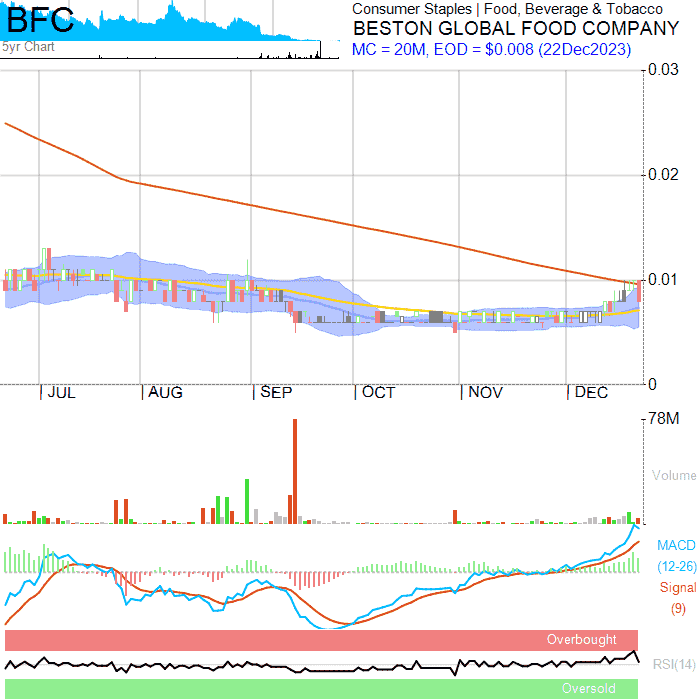 BFC
5yr Chart
Consumer Staples | Food, Beverage & Tobacco
BESTON GLOBAL FOOD COMPANY
MC = 20M, EOD = $0.008 (22Dec2023)
0.03
0.02
0.01
0
JUL AUG SEP OCT NOV DEC
78M
Volume
MACD
(12-26)
Signal
(9)
Overbought
RSI(14)
Oversold